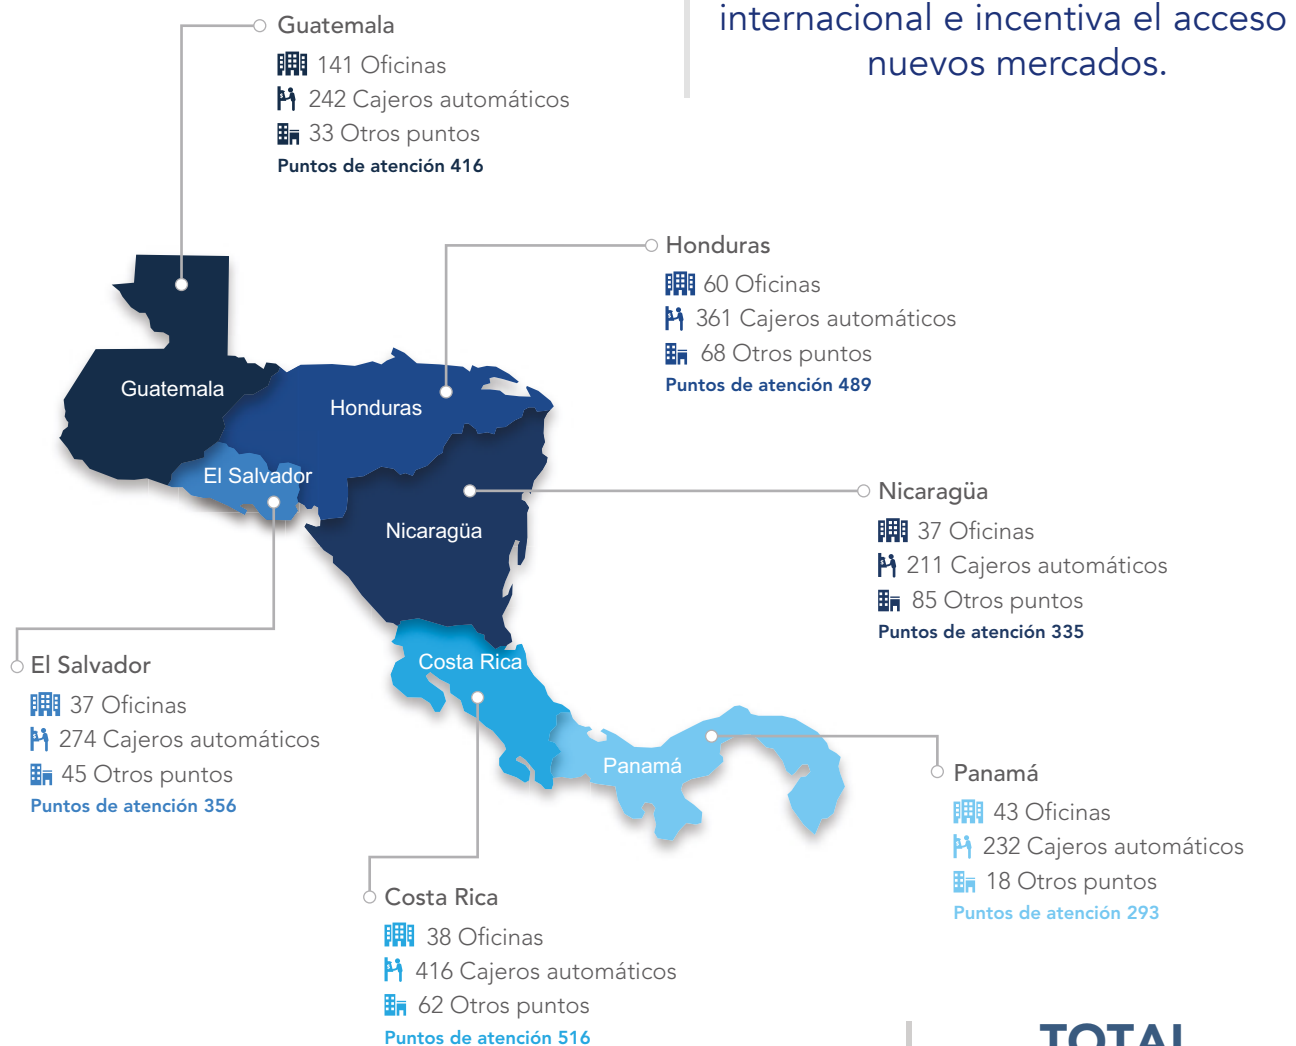 internacional e incentiva el acceso
nuevos mercados.
Guatemala
141 Oficinas
242 Cajeros automáticos
33 Otros puntos
Puntos de atención 416
Honduras
60 Oficinas
361 Cajeros automáticos
68 Otros puntos
Puntos de atención 489
Guatemala
Honduras
El Salvador
Nicaragüa
Nicaragüa
37 Oficinas
211 Cajeros automáticos
85 Otros puntos
Puntos de atención 335
El Salvador
37 Oficinas
274 Cajeros automáticos
45 Otros puntos
Puntos de atención 356
Costa Rica
Panamá
Panamá
43 Oficinas
232 Cajeros automáticos
18 Otros puntos
Puntos de atención 293
Costa Rica
38 Oficinas
416 Cajeros automáticos
62 Otros puntos
Puntos de atención 516
TOTAL